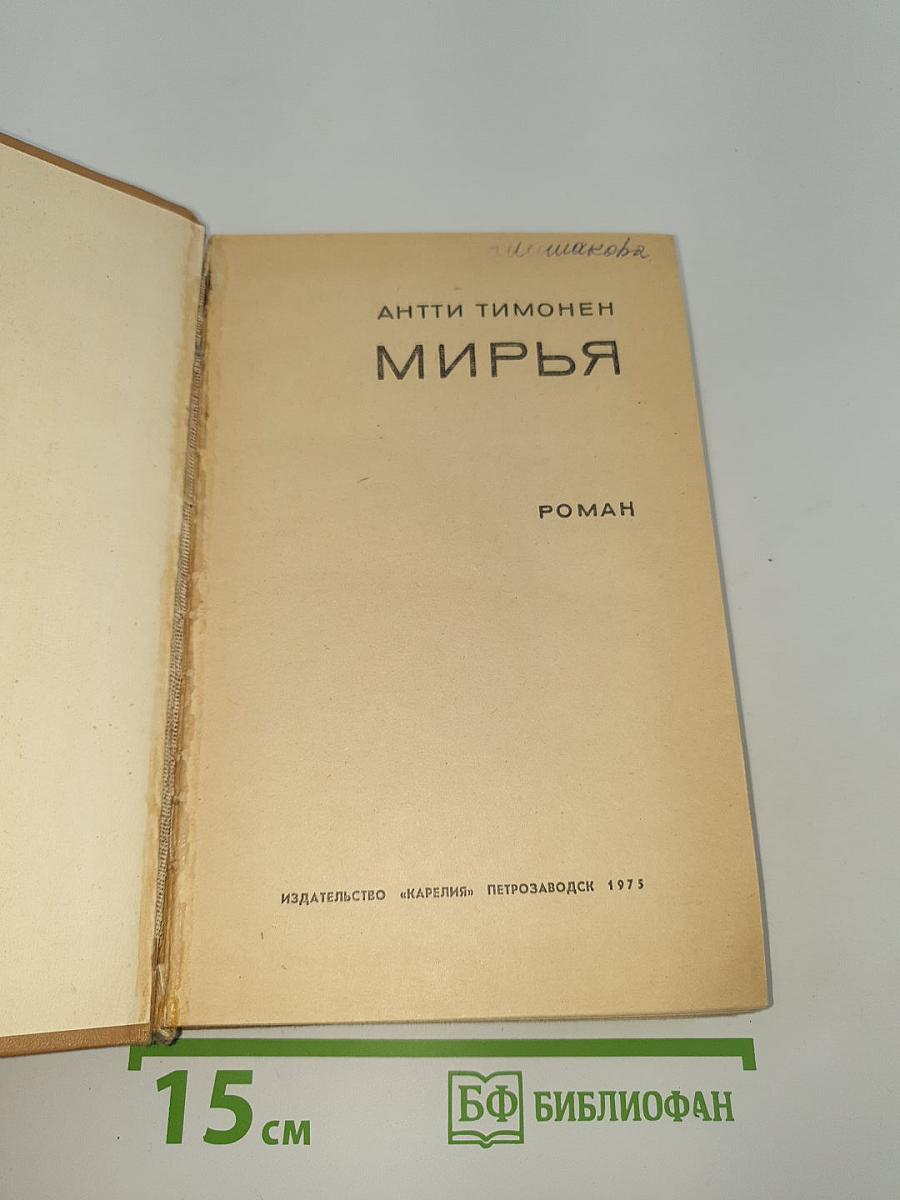 АНТТИ ТИМОНЕН
МИРЬЯ
РОМАН
ИЗДАТЕЛЬСТВО «КАРЕЛИЯ» ПЕТРОЗАВОДСК 1975
15 см
БФ БИБЛИОФАН